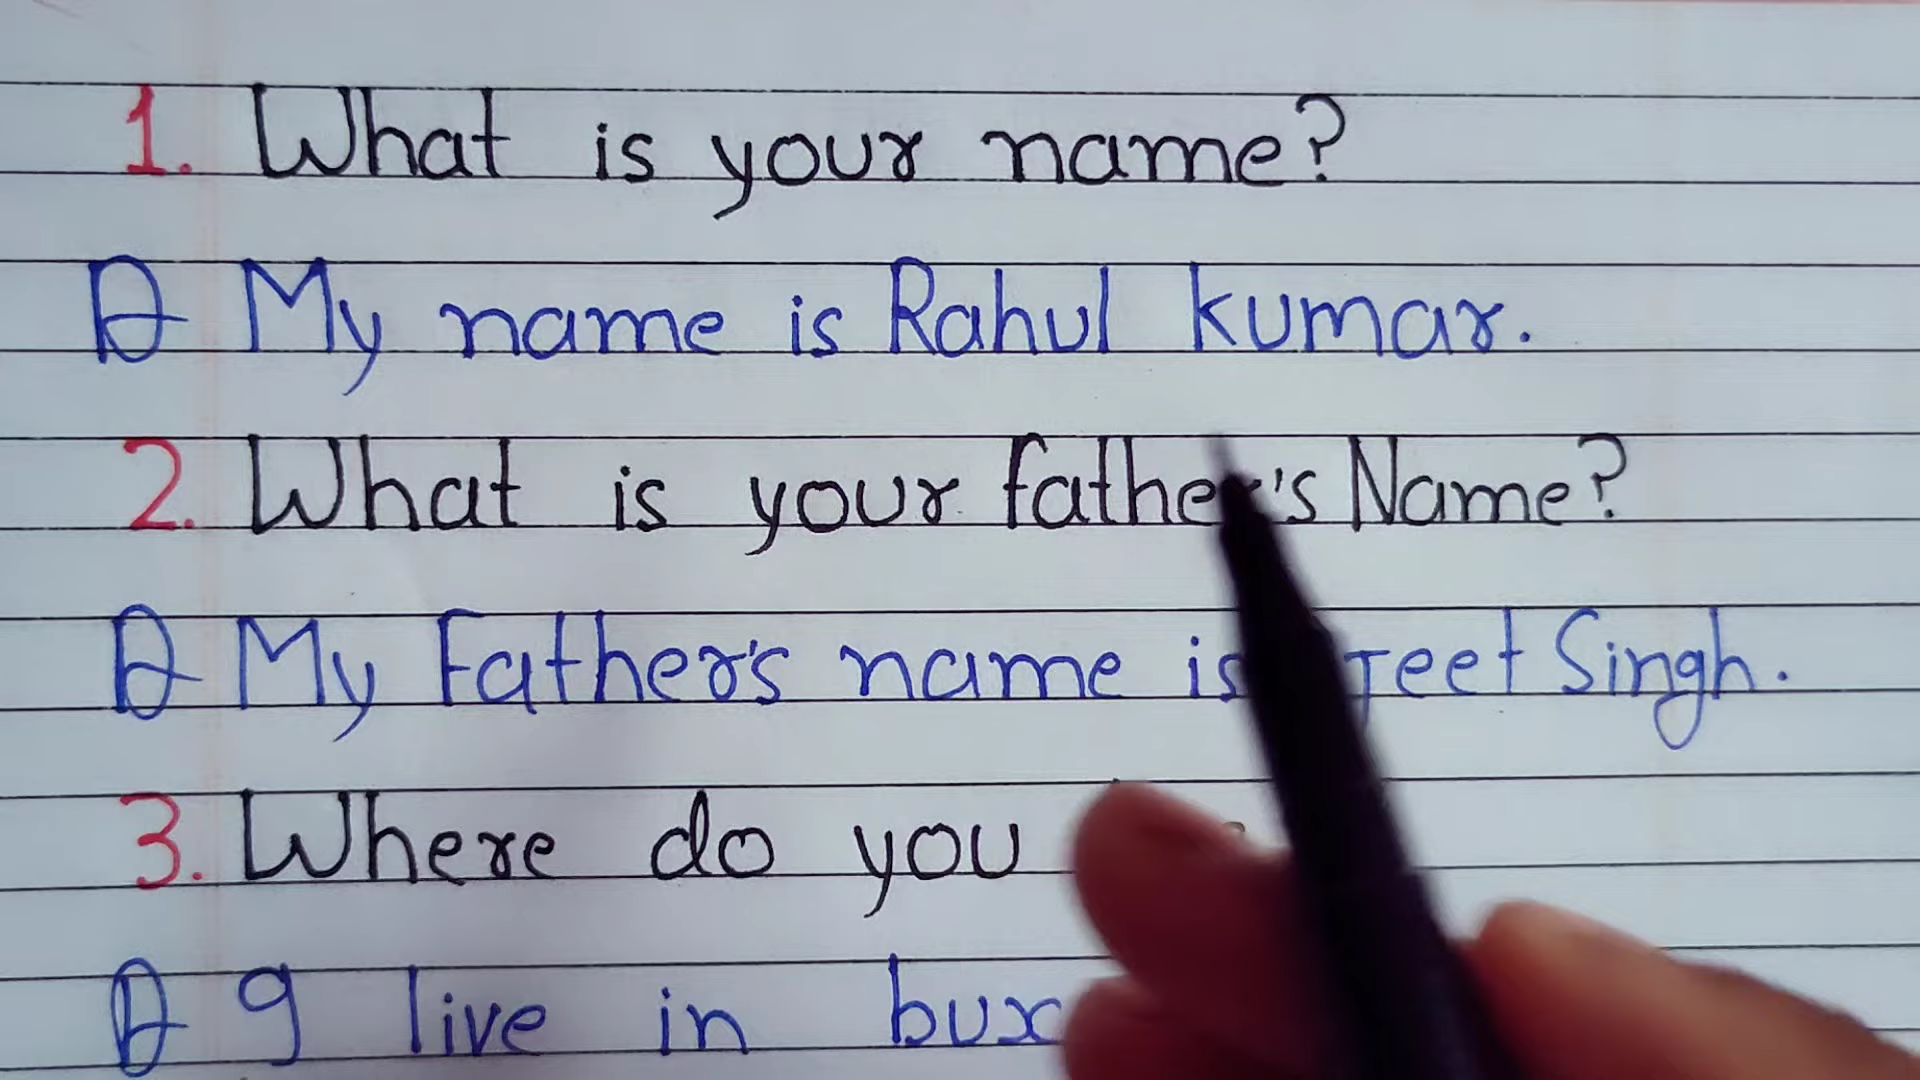 1. What is your name?
A My name is Rahul kumar.
2. What is your father's Name?
A My Father's name is Singh.
3. Where do you
A I live in